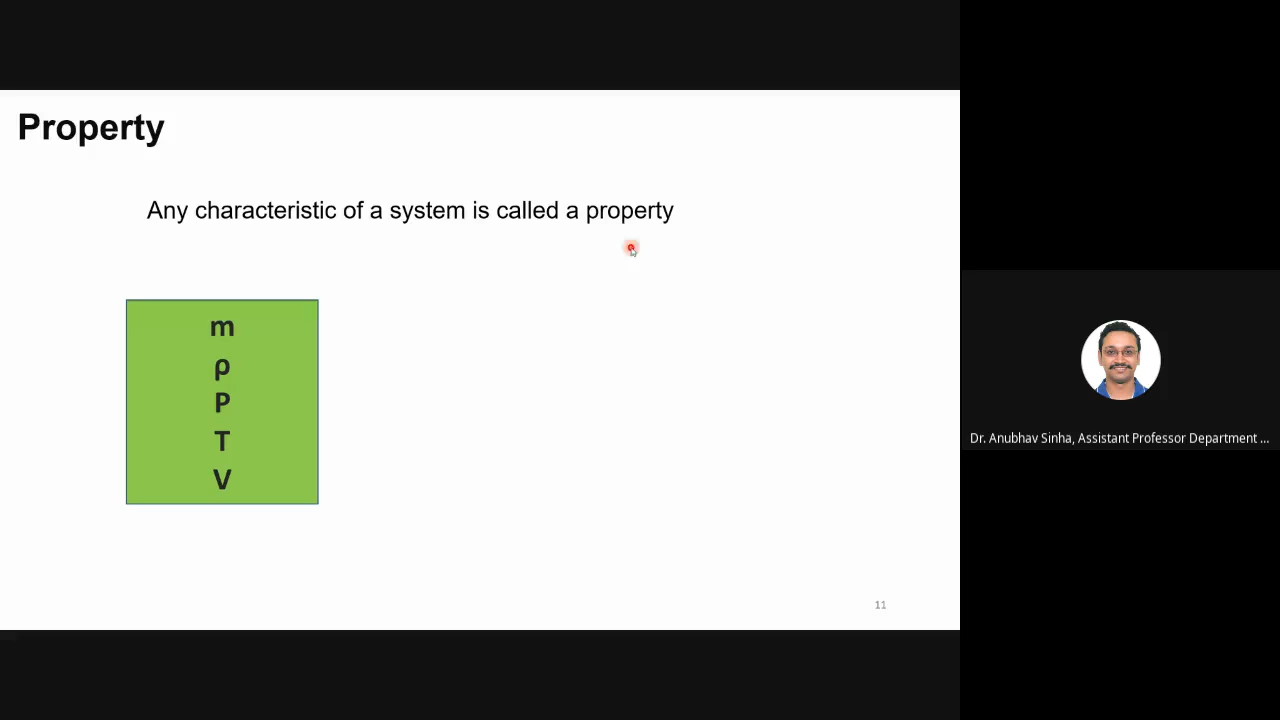 Property
Any characteristic of a system is called a property
m
ρ
P
T
V
11
Dr. Anubhav Sinha, Assistant Professor Department ...